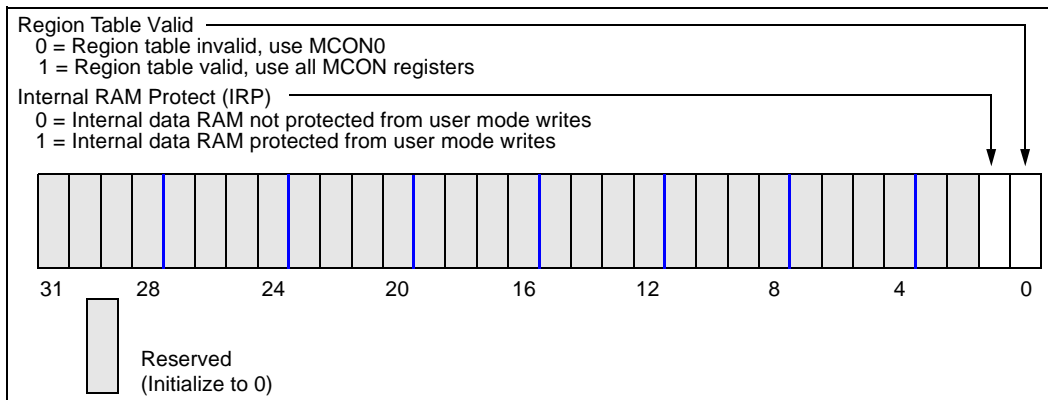 Region Table Valid
0 = Region table invalid, use MCON0
1 = Region table valid, use all MCON registers
Internal RAM Protect (IRP)
0 = Internal data RAM not protected from user mode writes
1 = Internal data RAM protected from user mode writes
31 28 24 20 16 12 8 4 0
Reserved
(Initialize to 0)